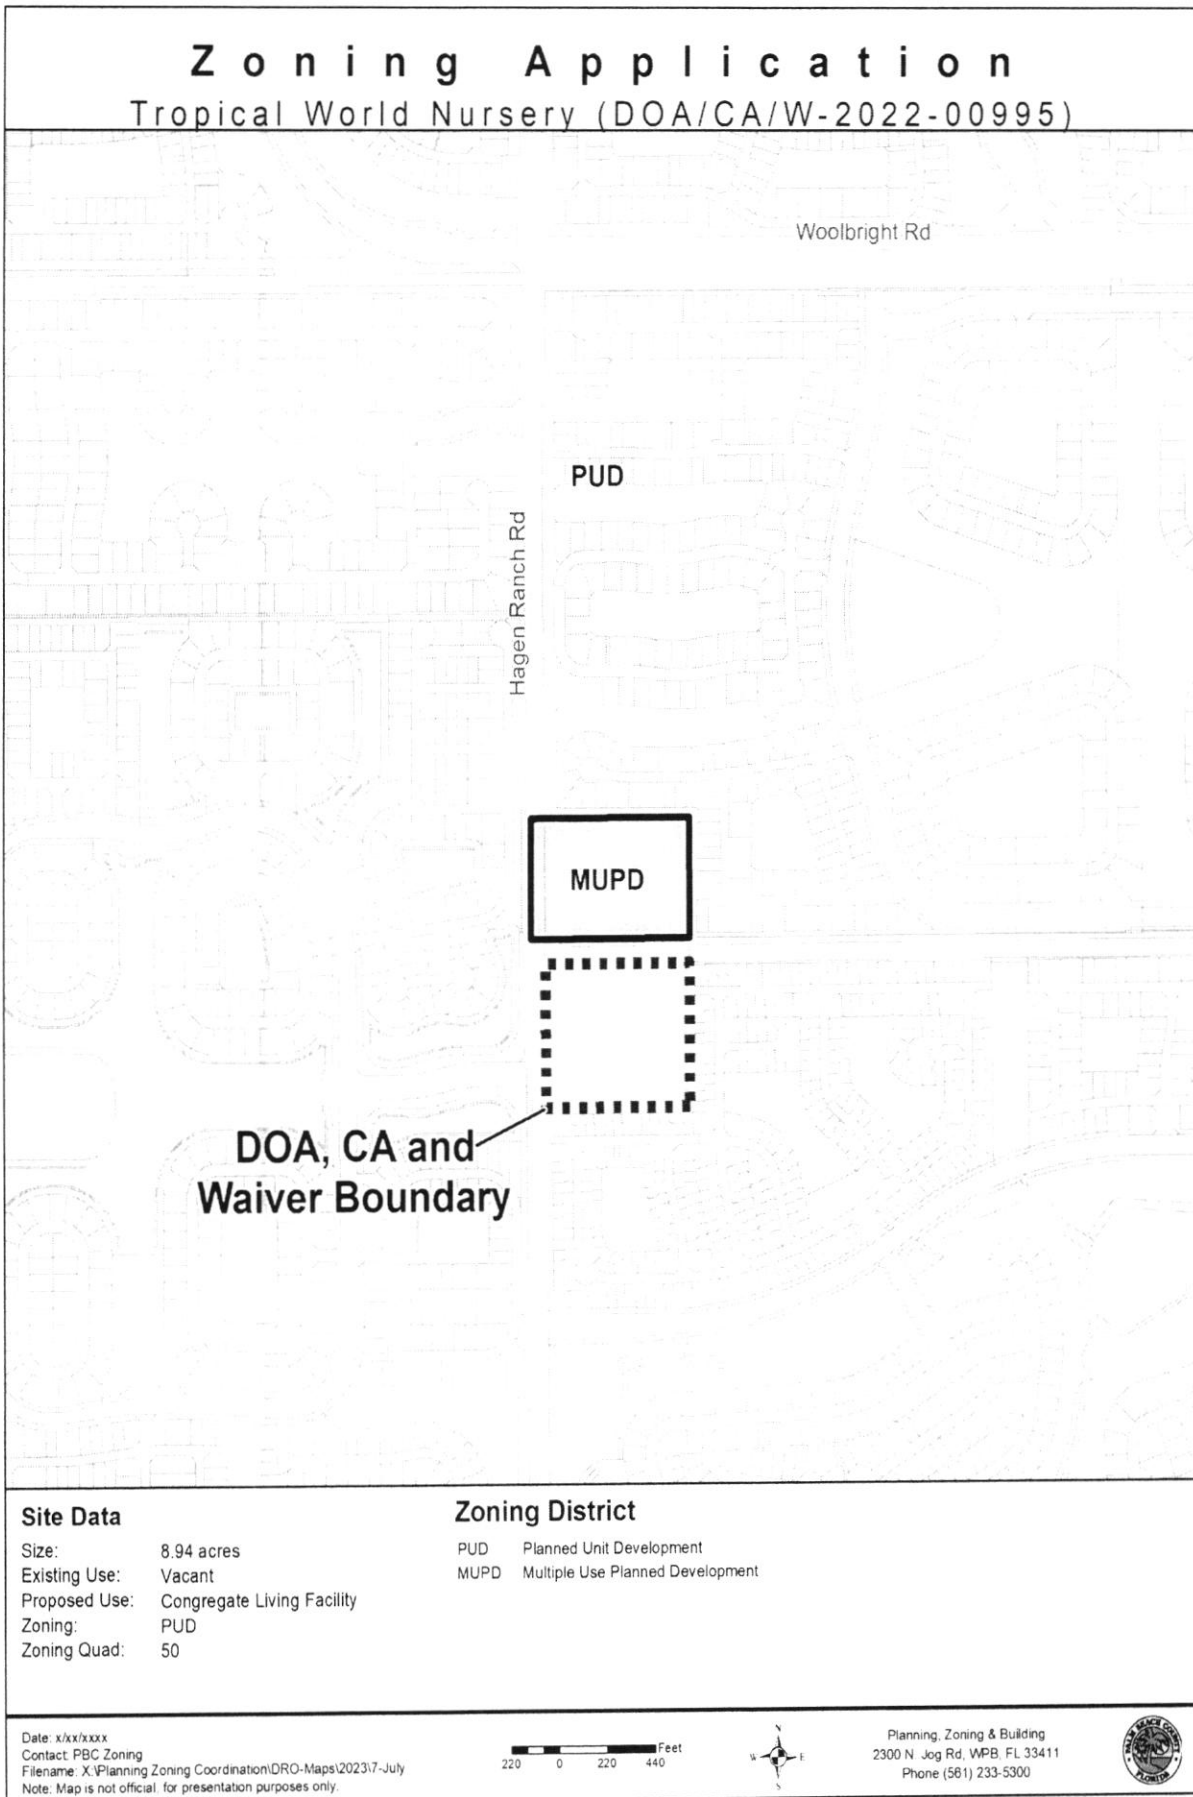 Zoning Application
Tropical World Nursery (DOA/CA/W-2022-00995)
Woolbright Rd
PUD
Hagen Ranch Rd
MUPD
DOA, CA and
Waiver Boundary
Site Data
Size: 8.94 acres
Existing Use: Vacant
Proposed Use: Congregate Living Facility
Zoning: PUD
Zoning Quad: 50
Zoning District
PUD Planned Unit Development
MUPD Multiple Use Planned Development
Date: x/xx/xxxx
Contact: PBC Zoning
Filename: X:\Planning Zoning Coordination\DRO-Maps\2023\7-July
Note: Map is not official, for presentation purposes only.
Feet
220 0 220 440
N
W E
S
Planning, Zoning & Building
2300 N. Jog Rd, WPB, FL 33411
Phone (561) 233-5300
PALM BEACH COUNTY
FLORIDA